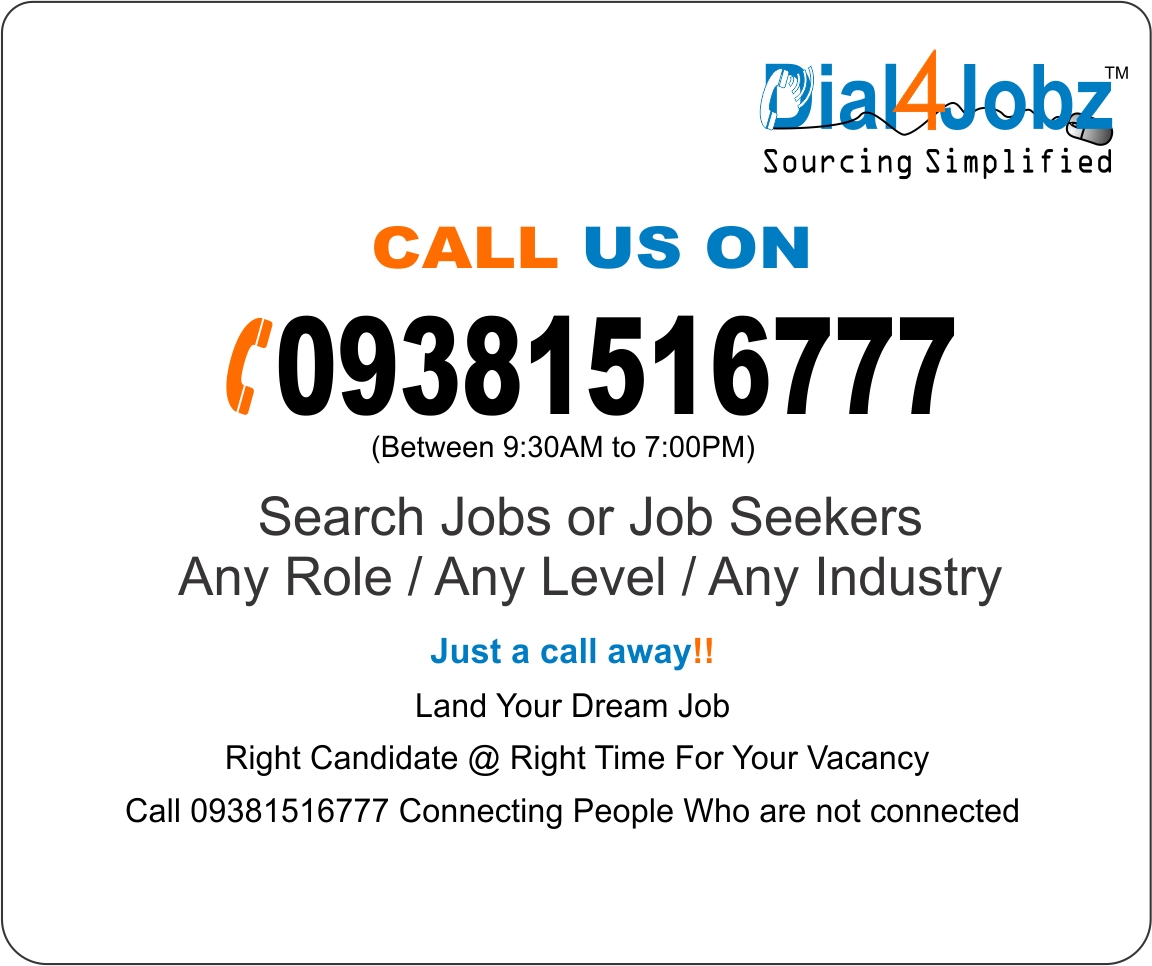 Dial4Jobz™
Sourcing Simplified
CALL US ON
09381516777
(Between 9:30AM to 7:00PM)
Search Jobs or Job Seekers
Any Role / Any Level / Any Industry
Just a call away!!
Land Your Dream Job
Right Candidate @ Right Time For Your Vacancy
Call 09381516777 Connecting People Who are not connected